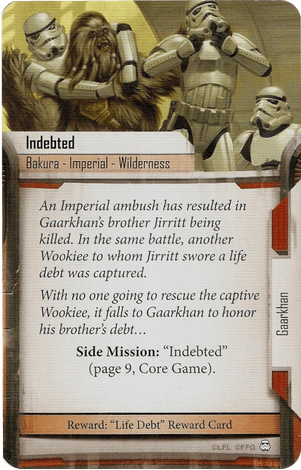 Indebted
Bakura - Imperial - Wilderness
An Imperial ambush has resulted in
Gaarkhan's brother Jirritt being
killed. In the same battle, another
Wookiee to whom Jirritt swore a life
debt was captured.
With no one going to rescue the captive
Wookiee, it falls to Gaarkhan to honor
his brother's debt...
Side Mission: "Indebted"
(page 9, Core Game).
Gaarkhan
Reward: "Life Debt" Reward Card
©LFL ©FFG